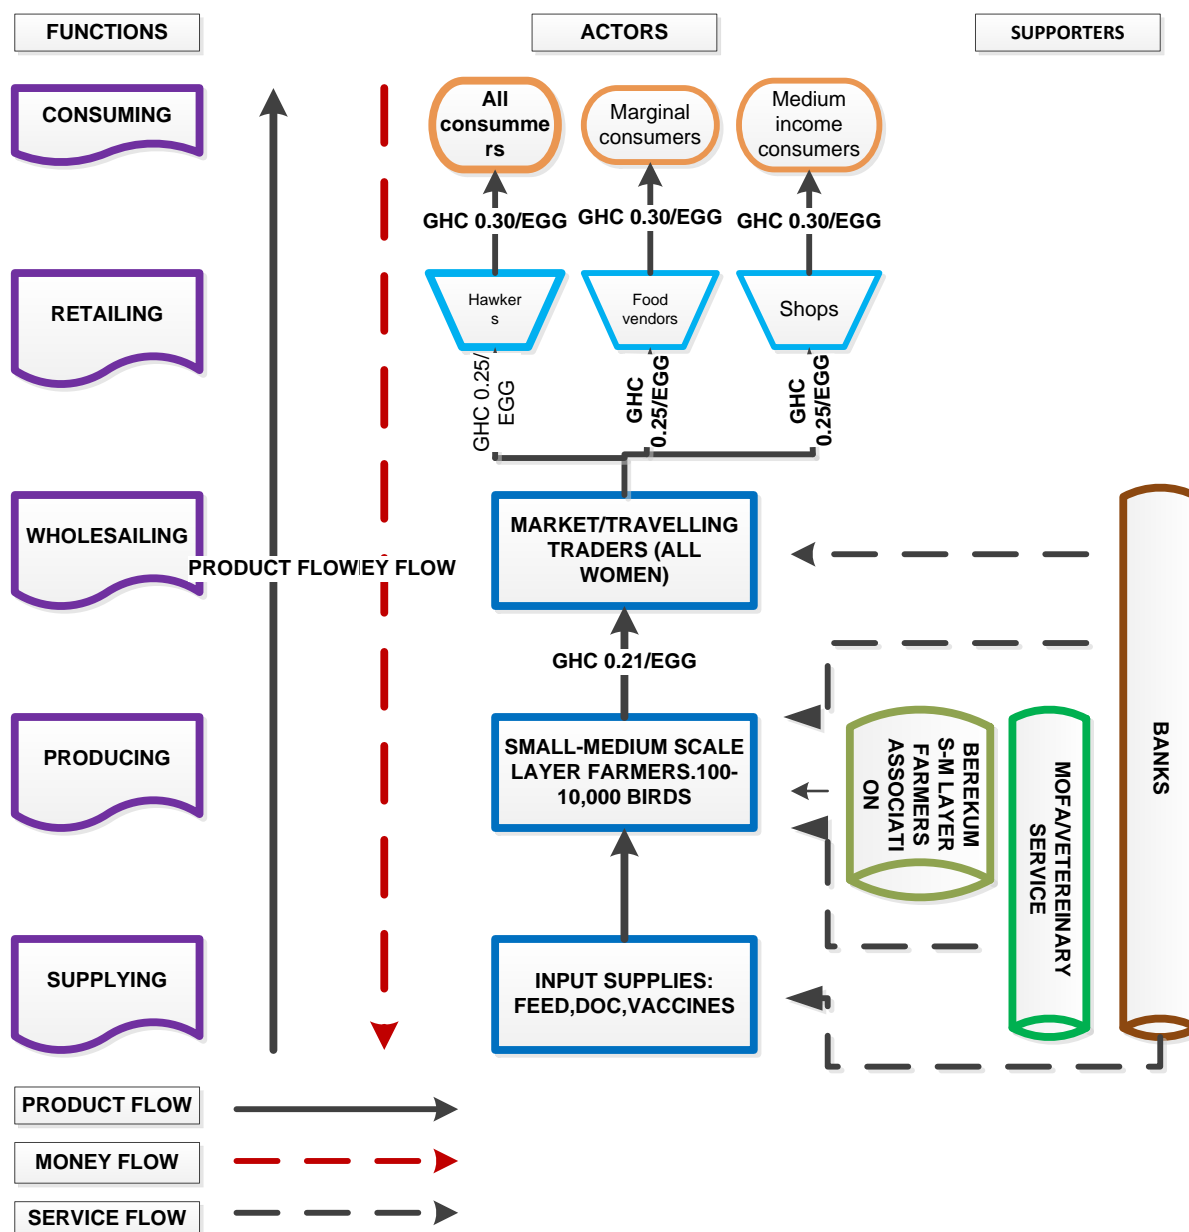 FUNCTIONS
ACTORS
SUPPORTERS
CONSUMING
All
consumme
rs
Marginal
consumers
Medium
income
consumers
GHC 0.30/EGG
GHC 0.30/EGG
GHC 0.30/EGG
RETAILING
Hawker
s
Food
vendors
Shops
GHC 0.25/
EGG
GHC
0.25/EGG
GHC
0.25/EGG
WHOLESAILING
MARKET/TRAVELLING
TRADERS (ALL
WOMEN)
PRODUCT FLOWEY FLOW
GHC 0.21/EGG
PRODUCING
SMALL-MEDIUM SCALE
LAYER FARMERS.100-
10,000 BIRDS
BEREKUM
S-M LAYER
FARMERS
ASSOCIATI
ON
MOFA/VETEREINARY
SERVICE
BANKS
SUPPLYING
INPUT SUPPLIES:
FEED,DOC,VACCINES
PRODUCT FLOW
MONEY FLOW
SERVICE FLOW